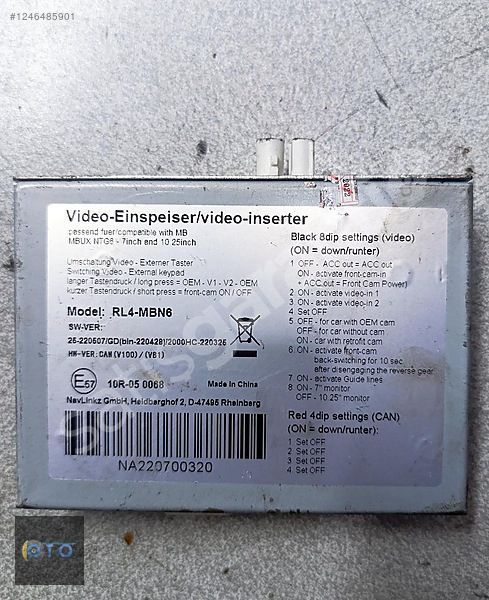 #1246485901
2022
Video-Einspeiser/video-inserter
passend fuer/compatible with MB
MBUX NTG6 - 7inch and 10.25inch
Umschaltung Video - Externer Taster
Switching Video - External keypad
langer Tastendruck / long press = OEM - V1 - V2 - OEM
kurzer Tastendruck / short press = front-cam ON / OFF
Model: RL4-MBN6
SW-VER:
25-220507/GD(bin-220428)/2000HC-220325
HW-VER:CAN(V100) /(V81)
E57 10R-05 0068 Made in China
NavLinkz GmbH, Heidberghof 2, D-47495 Rheinberg
NA220700320
Black 8dip settings (video)
(ON = down/runter)
1 OFF - ACC out = ACC out
ON - activate front-cam-in
+ ACC out = Front Cam Power)
2 ON - activate video-in 1
3 ON - activate video-in 2
4 Set OFF
5 OFF - for car with OEM cam
OFF - for car without cam
ON - car with retrofit cam
6 ON - activate front-cam
back-switching for 10 sec
after disengaging the reverse gear
7 ON - activate Guide lines
8 ON - 7" monitor
OFF - 10.25" monitor
Red 4dip settings (CAN)
(ON = down/runter):
1 Set OFF
2 Set OFF
3 Set OFF
4 Set OFF
OTO